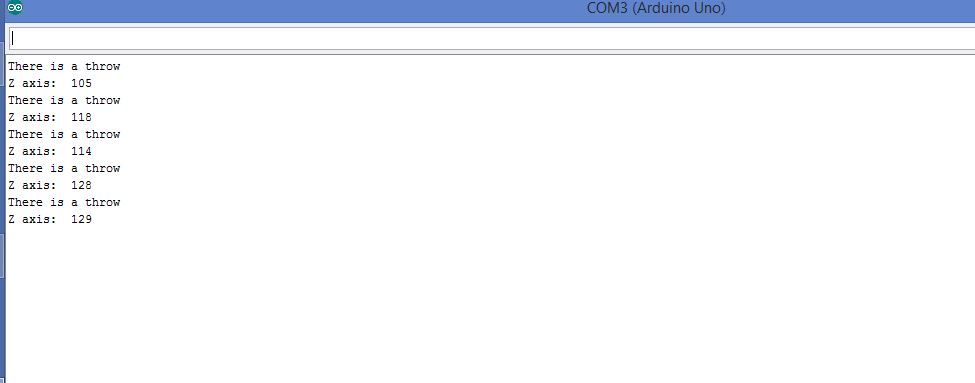 COM3 (Arduino Uno)
There is a throw
Z axis:  105
There is a throw
Z axis:  118
There is a throw
Z axis:  114
There is a throw
Z axis:  128
There is a throw
Z axis:  129